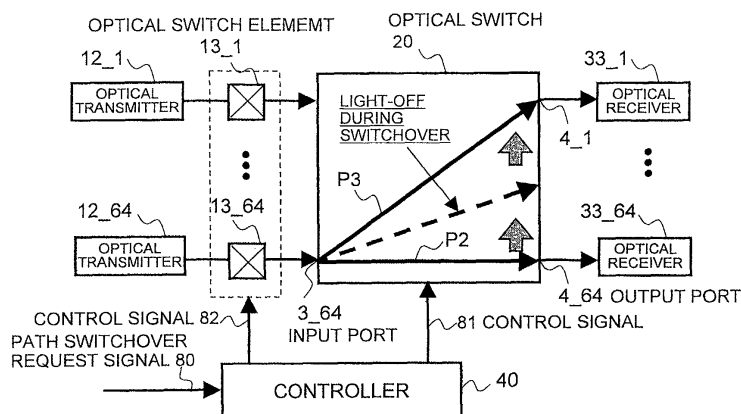 OPTICAL SWITCH ELEMEMT
OPTICAL SWITCH
12_1
13_1
20
33_1
OPTICAL
TRANSMITTER
LIGHT-OFF
DURING
SWITCHOVER
OPTICAL
RECEIVER
4_1
P3
12_64
13_64
33_64
OPTICAL
TRANSMITTER
P2
OPTICAL
RECEIVER
3_64
INPUT PORT
4_64 OUTPUT PORT
CONTROL SIGNAL 82
81 CONTROL SIGNAL
PATH SWITCHOVER
REQUEST SIGNAL 80
CONTROLLER
40